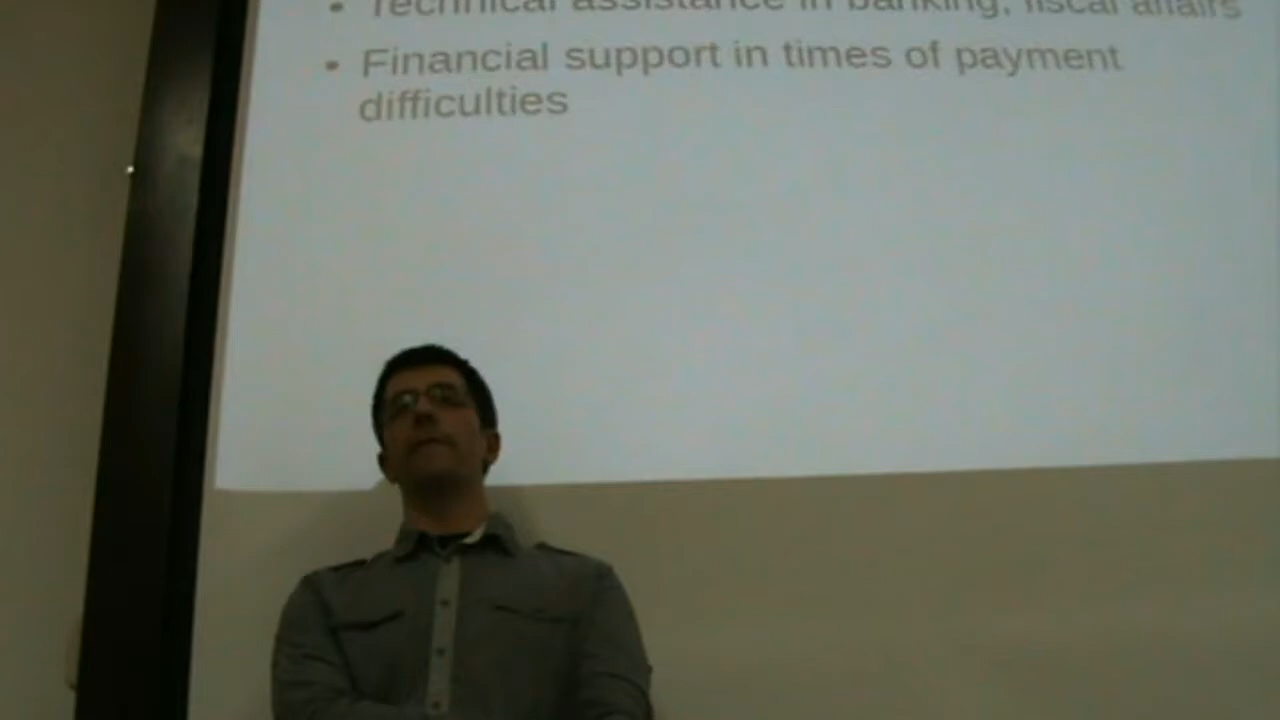 • Technical assistance in banking, fiscal affairs
• Financial support in times of payment
difficulties